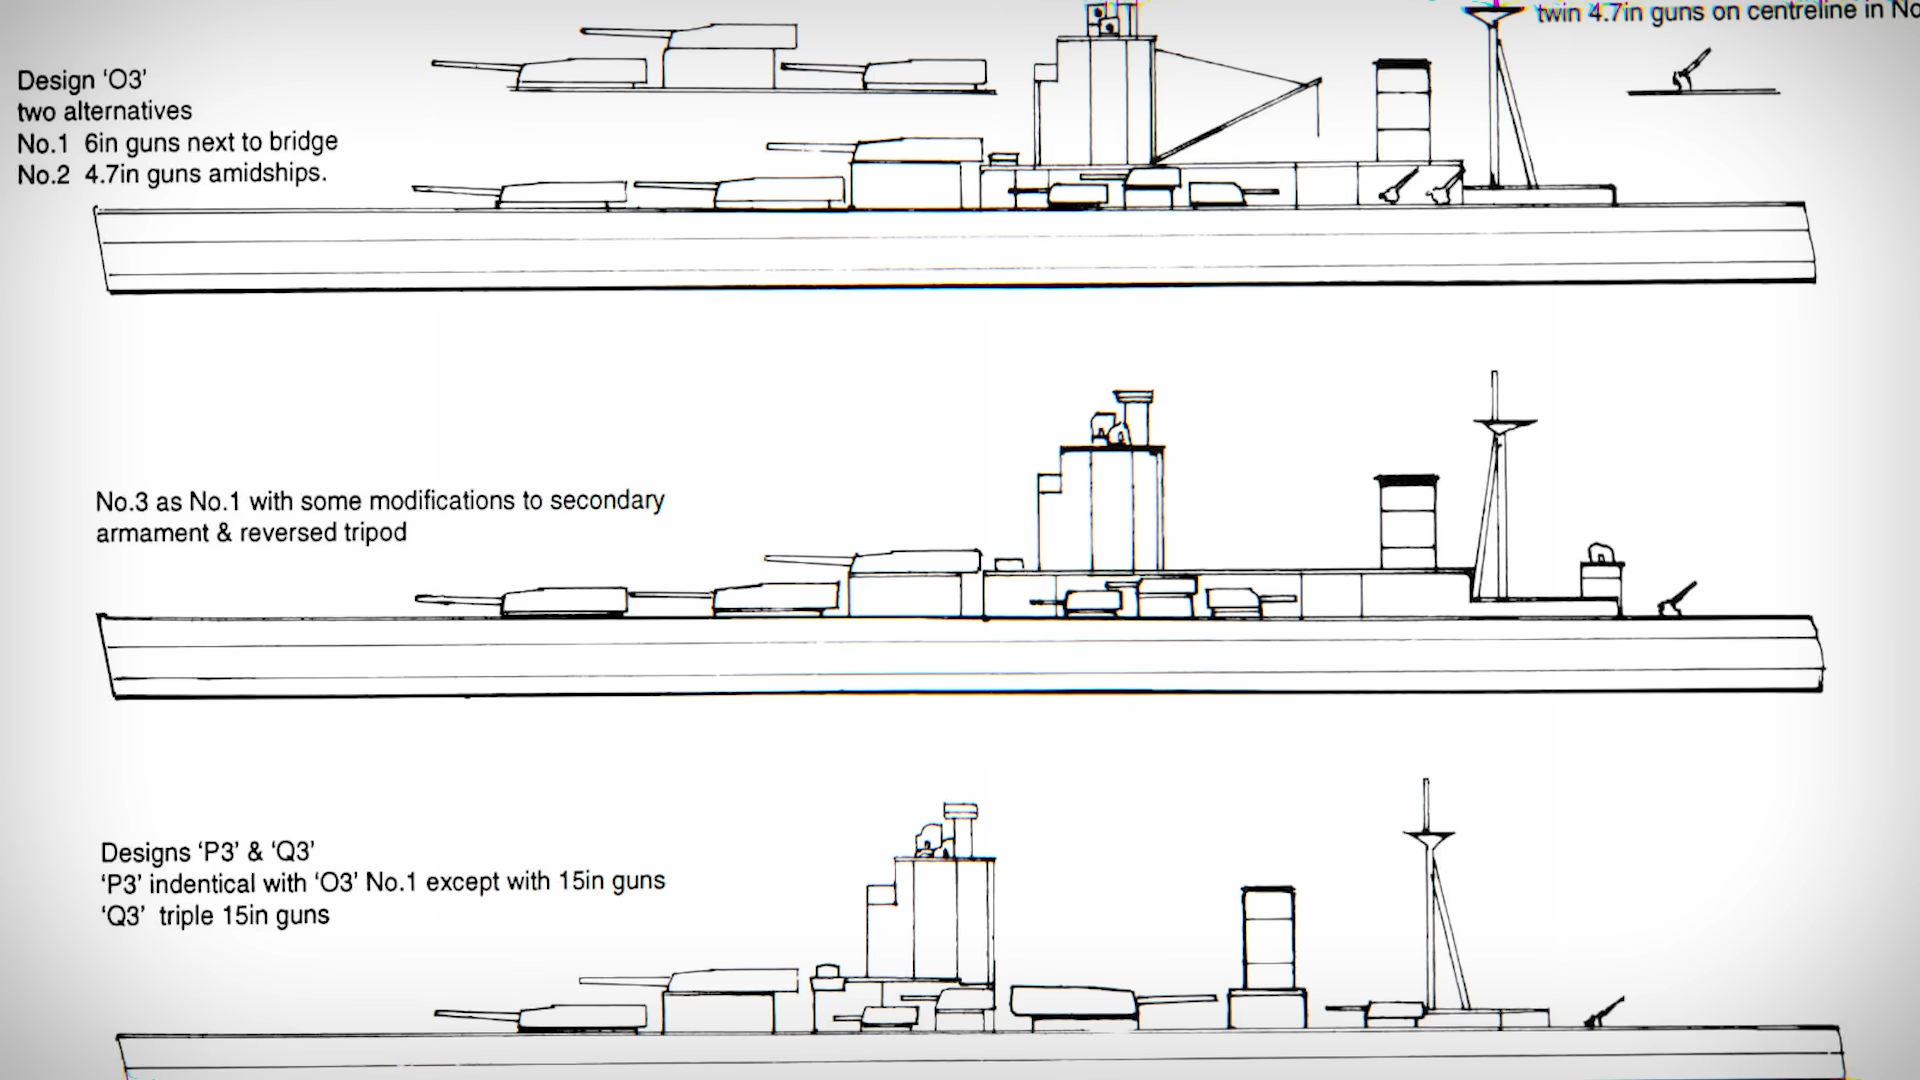 twin 4.7in guns on centreline in
Design ‘O3’
two alternatives
No.1 6in guns next to bridge
No.2 4.7in guns amidships.
No.3 as No.1 with some modifications to secondary
armament & reversed tripod
Designs ‘P3’ & ‘Q3’
‘P3’ indentical with ‘O3’ No.1 except with 15in guns
‘Q3’ triple 15in guns